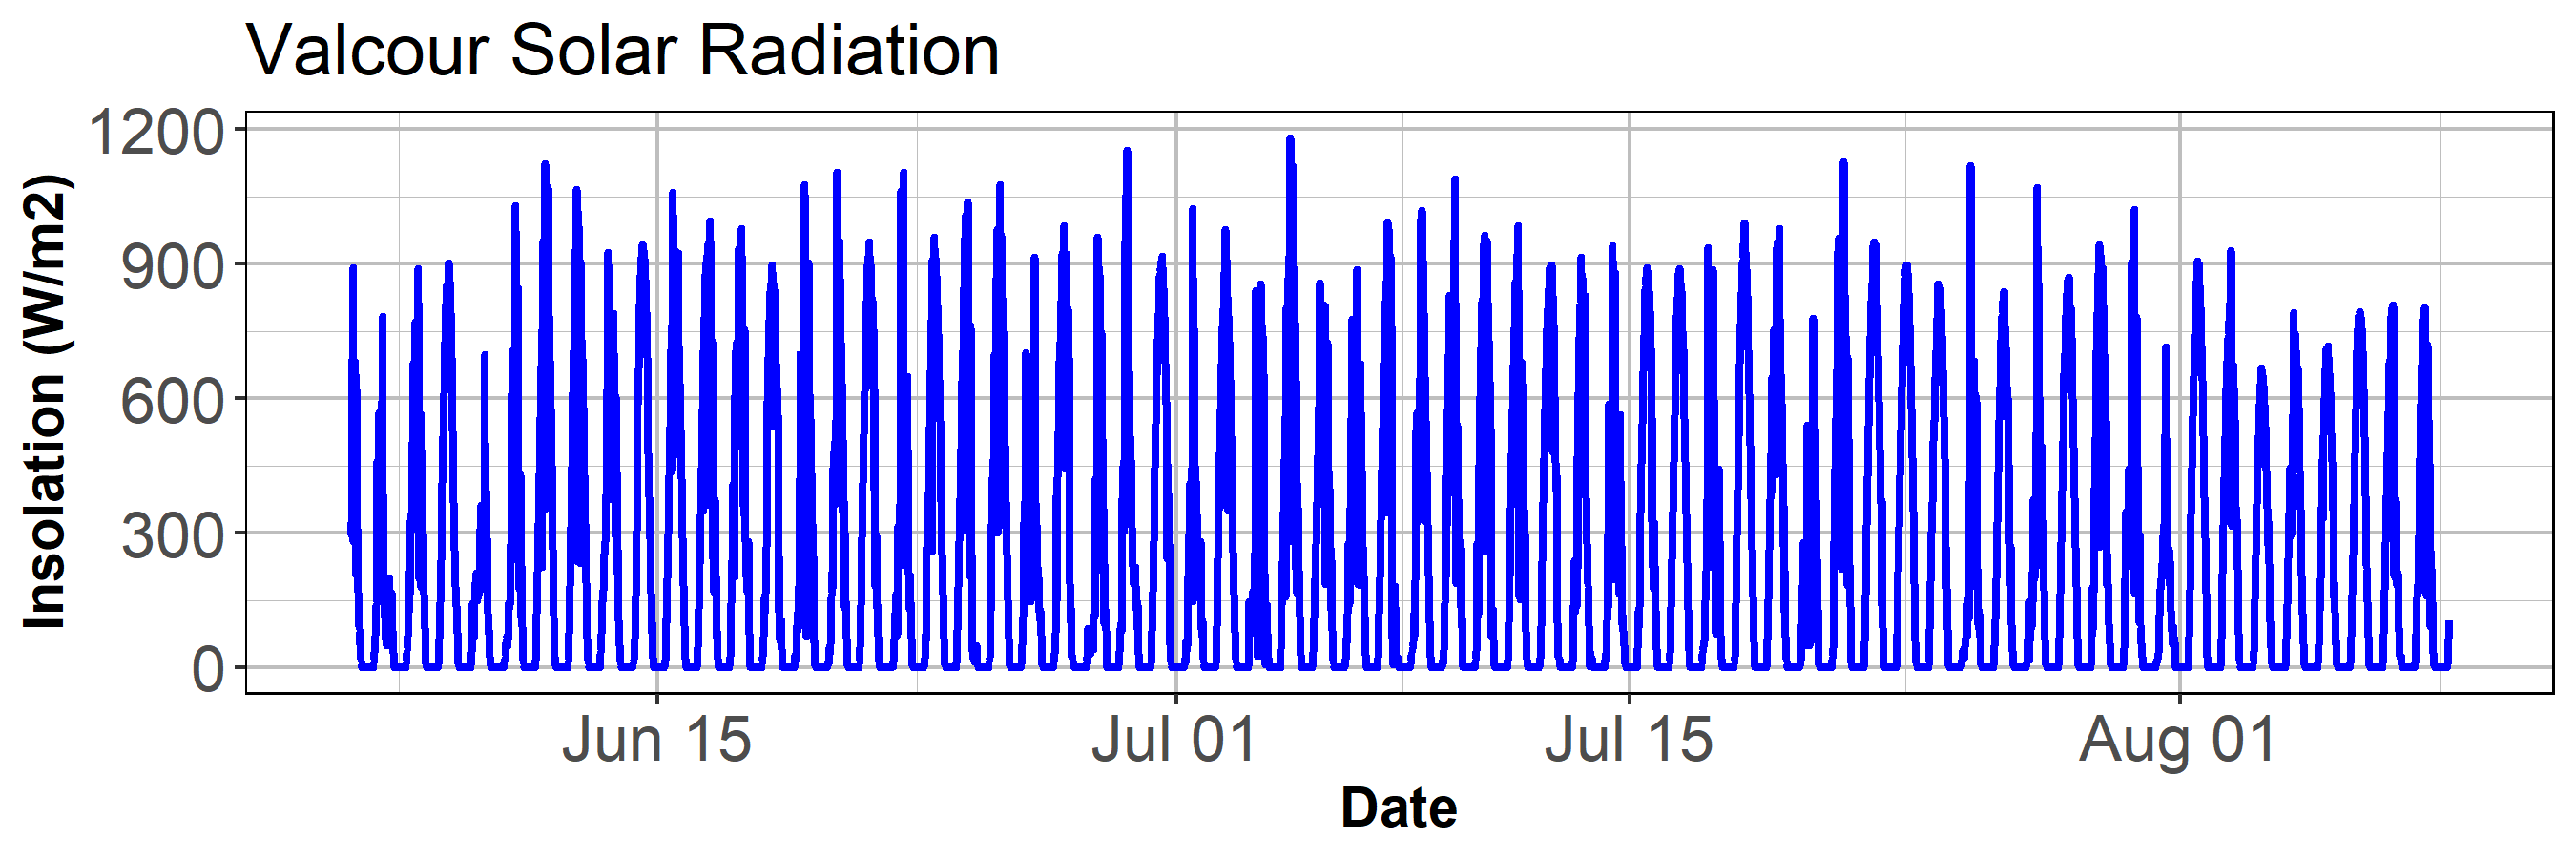 Valcour Solar Radiation
1200
900
600
300
0
Insolation (W/m2)
Jun 15
Jul 01
Jul 15
Aug 01
Date